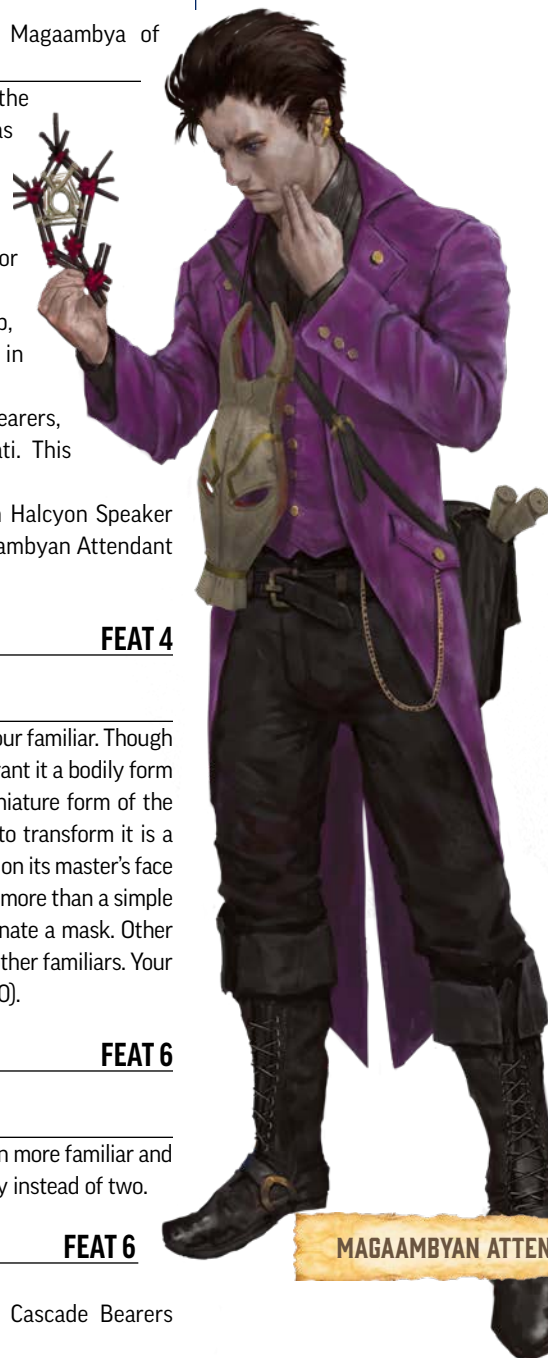 Magaambya of
the
as
or
in
earers,
ati. This
n Halcyon Speaker
ambyan Attendant
FEAT 4
our familiar. Though
ant it a bodily form
niature form of the
to transform it is a
on its master's face
more than a simple
nate a mask. Other
ther familiars. Your
0).
FEAT 6
n more familiar and
y instead of two.
FEAT 6
MAGAAMBYAN ATTEN
Cascade Bearers